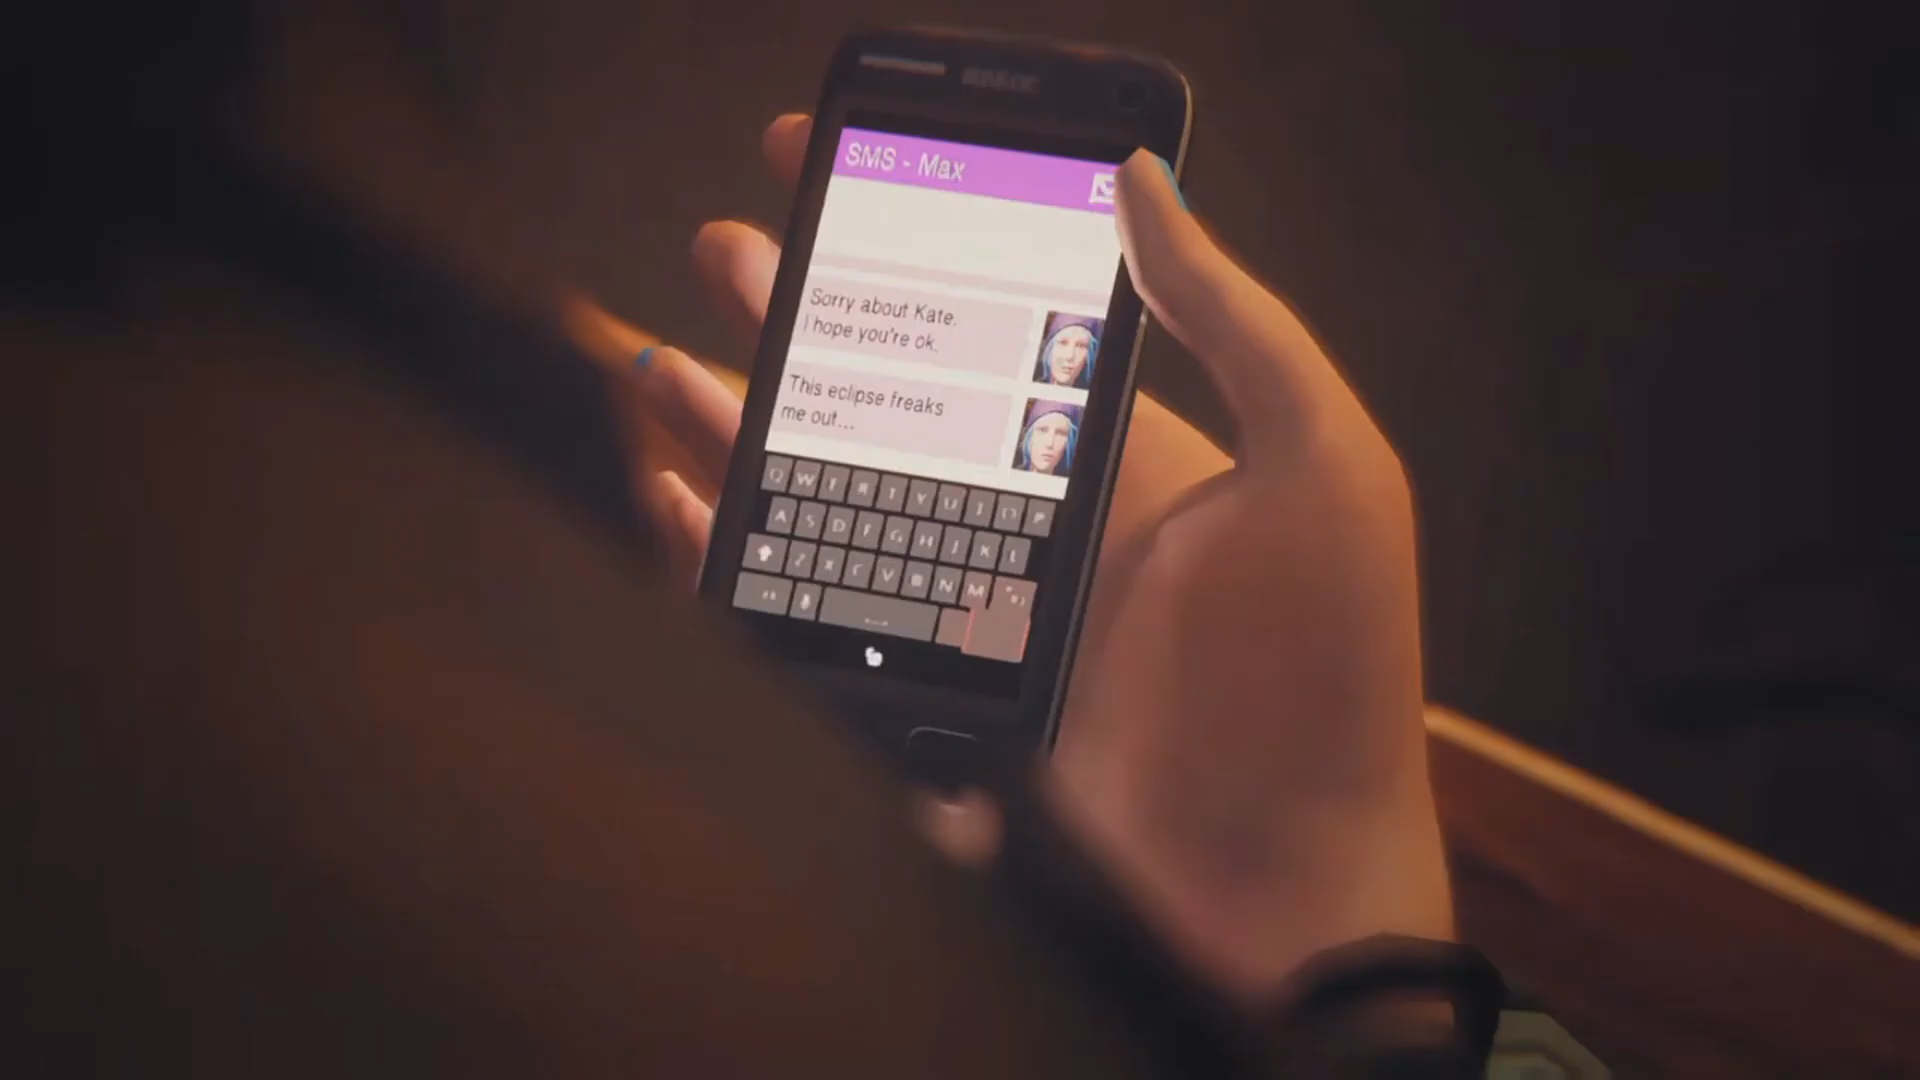 SMS - Max
Sorry about Kate.
I hope you're ok.
This eclipse freaks
me out...
Q W E R T Y U I O P
A S D F G H J K L
Z X C V B N M